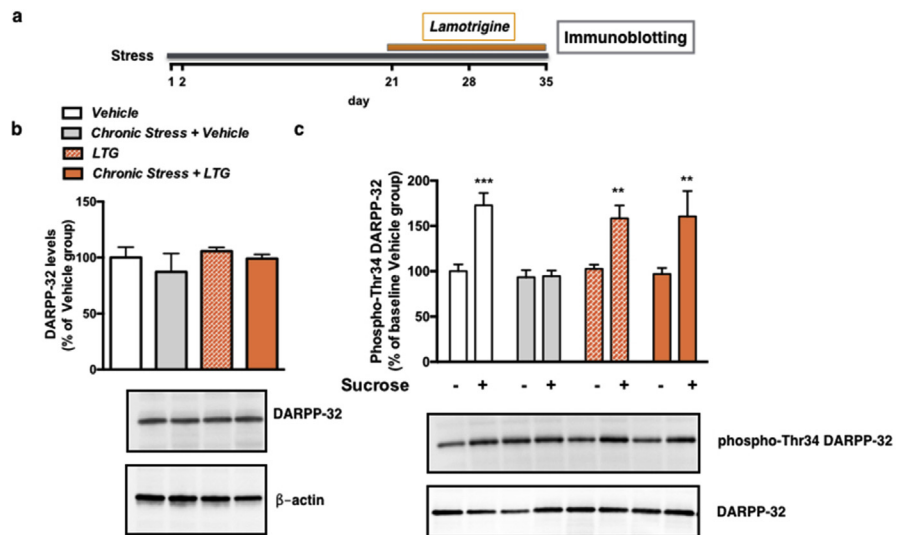 a
Lamotrigine
Immunoblotting
Stress
1 2 21 28 35
day
Vehicle
Chronic Stress + Vehicle
LTG
Chronic Stress + LTG
b
DARPP-32 levels
(% of Vehicle group)
150
100
50
0
DARPP-32
β-actin
c
Phospho-Thr34 DARPP-32
(% of baseline Vehicle group)
200
150
100
50
0
*** ** **
Sucrose - + - + - + - +
phospho-Thr34 DARPP-32
DARPP-32